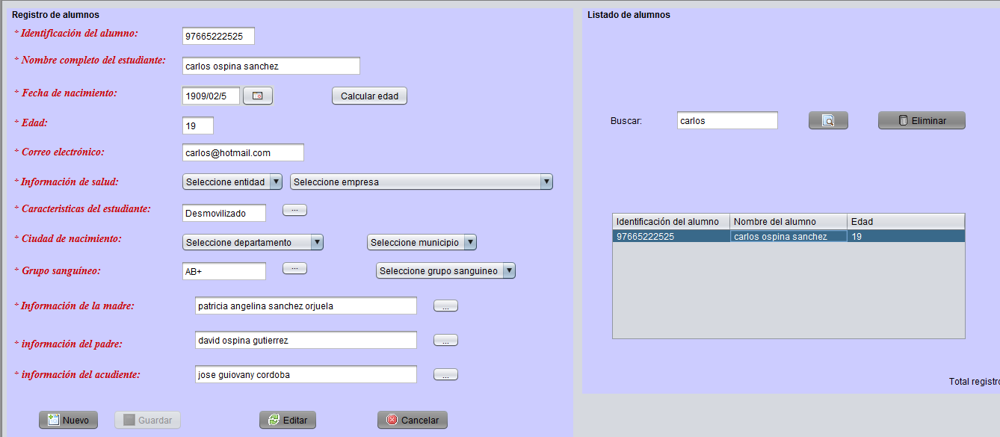 Registro de alumnos
* Identificación del alumno: 97665222525
* Nombre completo del estudiante: carlos ospina sanchez
* Fecha de nacimiento: 1909/02/5 Calcular edad
* Edad: 19
* Correo electrónico: carlos@hotmail.com
* Información de salud: Seleccione entidad Seleccione empresa
* Caracteristicas del estudiante: Desmovilizado ...
* Ciudad de nacimiento: Seleccione departamento Seleccione municipio
* Grupo sanguíneo: AB+ ... Seleccione grupo sanguineo
* Información de la madre: patricia angelina sanchez orjuela ...
* información del padre: david ospina gutierrez ...
* información del acudiente: jose guiovany cordoba ...
Nuevo Guardar Editar Cancelar
Listado de alumnos
Buscar: carlos Eliminar
Identificación del alumno Nombre del alumno Edad
97665222525 carlos ospina sanchez 19
Total registro